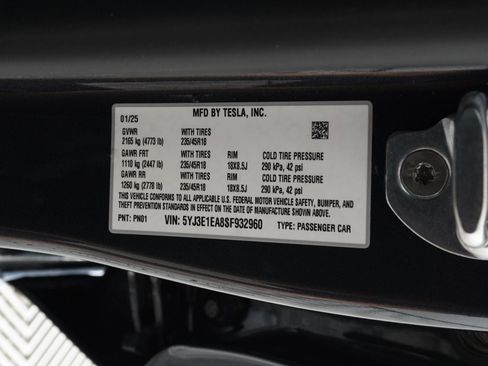 MFD BY TESLA, INC.
01/25
GVWR WITH TIRES
2165 kg (4773 lb) 235/45R18
GAWR FRT WITH TIRES RIM COLD TIRE PRESSURE
1110 kg (2447 lb) 235/45R18 18X8.5J 290 kPa, 42 psi
GAWR RR WITH TIRES RIM COLD TIRE PRESSURE
1260 kg (2778 lb) 235/45R18 18X8.5J 290 kPa, 42 psi
THIS VEHICLE CONFORMS TO ALL APPLICABLE U.S. FEDERAL MOTOR VEHICLE SAFETY, BUMPER, AND
THEFT PREVENTION STANDARDS IN EFFECT ON THE DATE OF MANUFACTURE SHOWN ABOVE.
PNT: PN01 VIN: 5YJ3E1EA8SF932960 TYPE: PASSENGER CAR